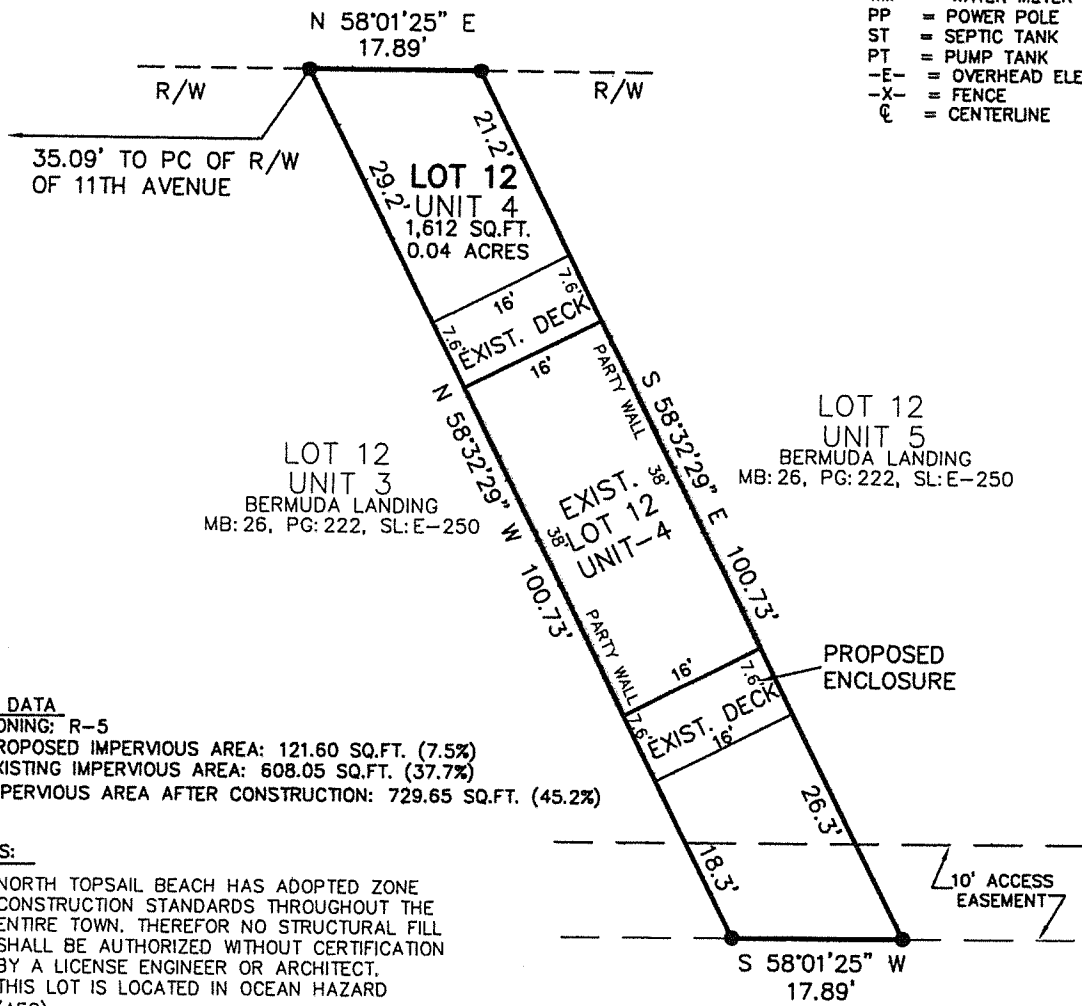 N 58°01'25" E
17.89'
R/W
R/W
PP = POWER POLE
ST = SEPTIC TANK
PT = PUMP TANK
-E- = OVERHEAD ELE
-X- = FENCE
℄ = CENTERLINE
35.09' TO PC OF R/W
OF 11TH AVENUE
21.2'
29.2'
LOT 12
UNIT 4
1,612 SQ.FT.
0.04 ACRES
16'
7.6'
7.6'
EXIST. DECK
16'
PARTY WALL
N 58°32'29" W 100.73'
S 58°32'29" E 100.73'
LOT 12
UNIT 3
BERMUDA LANDING
MB: 26, PG: 222, SL: E-250
LOT 12
UNIT 5
BERMUDA LANDING
MB: 26, PG: 222, SL: E-250
38'
EXIST.
LOT 12
UNIT-4
38'
PARTY WALL
16'
7.6'
7.6'
EXIST. DECK
16'
PROPOSED
ENCLOSURE
26.3'
18.3'
10' ACCESS
EASEMENT
S 58°01'25" W
17.89'
DATA
ONING: R-5
ROPOSED IMPERVIOUS AREA: 121.60 SQ.FT. (7.5%)
XISTING IMPERVIOUS AREA: 608.05 SQ.FT. (37.7%)
PERVIOUS AREA AFTER CONSTRUCTION: 729.65 SQ.FT. (45.2%)
S:
NORTH TOPSAIL BEACH HAS ADOPTED ZONE
CONSTRUCTION STANDARDS THROUGHOUT THE
ENTIRE TOWN. THEREFOR NO STRUCTURAL FILL
SHALL BE AUTHORIZED WITHOUT CERTIFICATION
BY A LICENSE ENGINEER OR ARCHITECT.
THIS LOT IS LOCATED IN OCEAN HAZARD